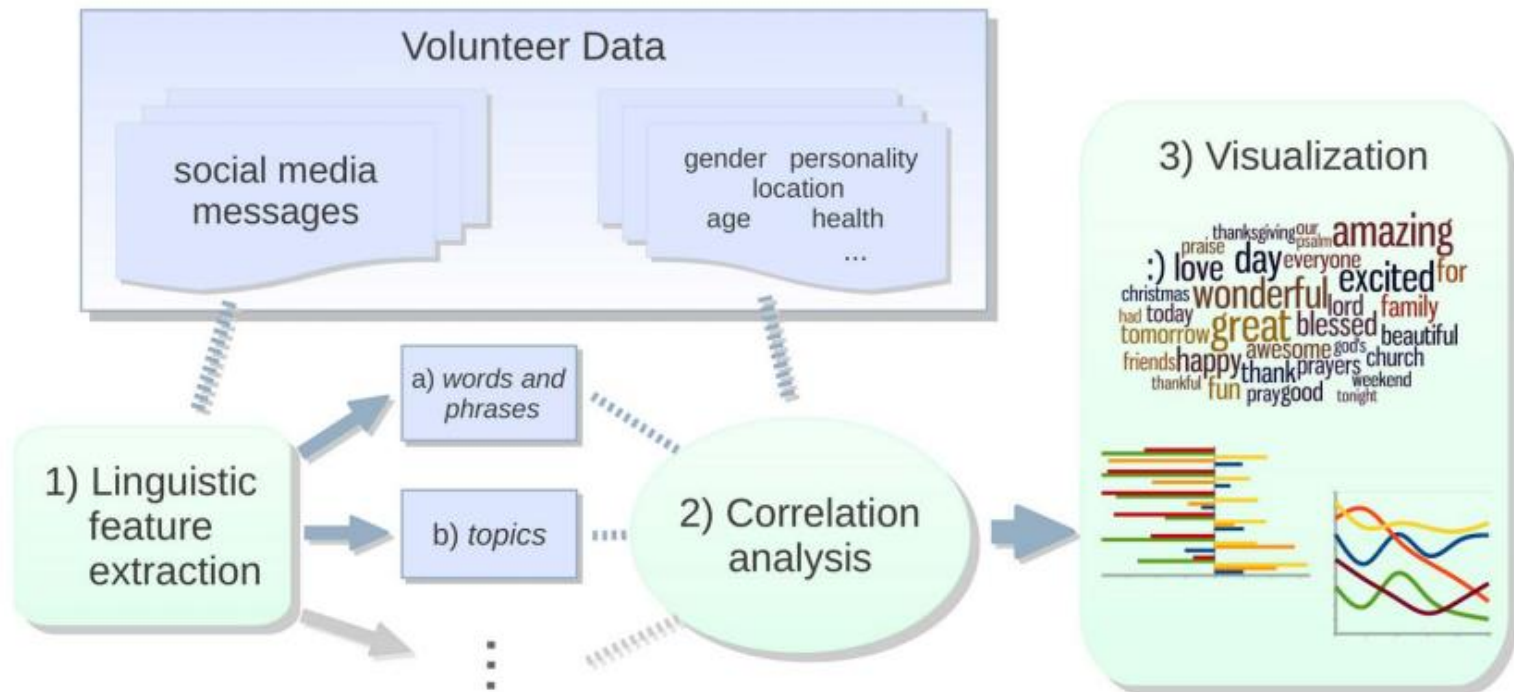 Volunteer Data
social media
messages
gender personality
location
age health
...
1) Linguistic
feature
extraction
a) words and
phrases
b) topics
2) Correlation
analysis
3) Visualization
thanksgiving our
psalm
amazing
praise
:) love day everyone
excited for
christmas wonderful lord family
had today
great blessed beautiful
tomorrow
awesome god's
friends happy thank prayers church
thankful fun pray good weekend
tonight